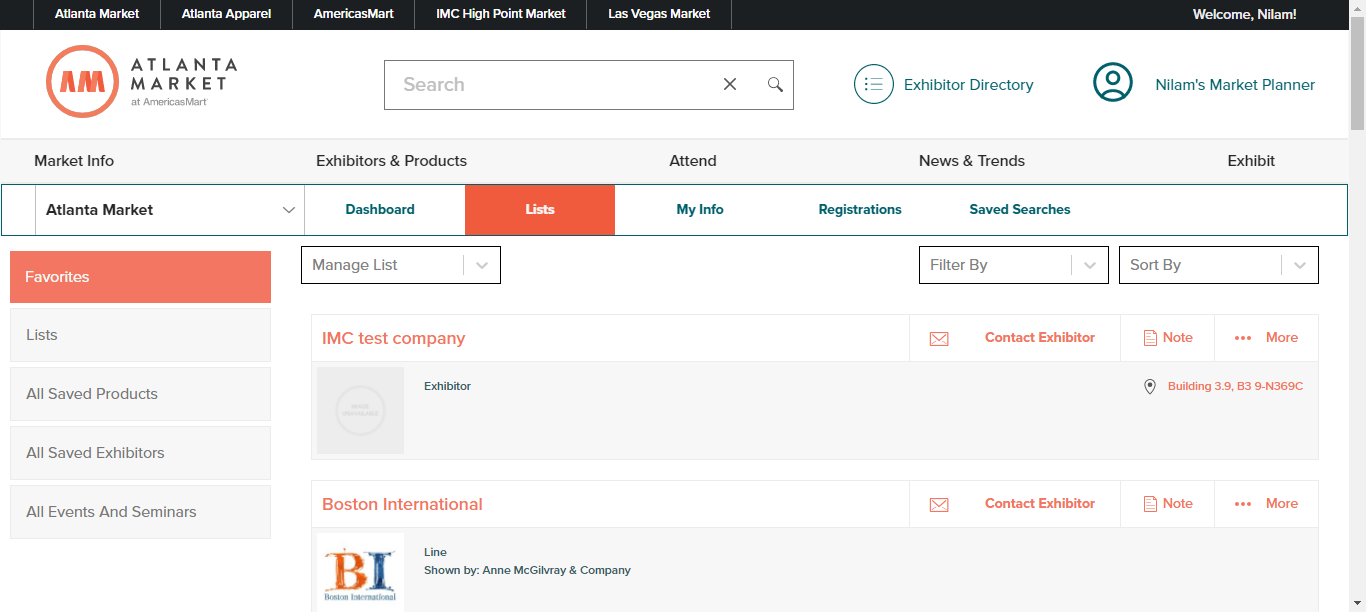 Atlanta Market
Atlanta Apparel
AmericasMart
IMC High Point Market
Las Vegas Market
Welcome, Nilam!
AM
ATLANTA
MARKET
at AmericasMart
Search
Exhibitor Directory
Nilam's Market Planner
Market Info
Exhibitors & Products
Attend
News & Trends
Exhibit
Atlanta Market
Dashboard
Lists
My Info
Registrations
Saved Searches
Favorites
Lists
All Saved Products
All Saved Exhibitors
All Events And Seminars
Manage List
Filter By
Sort By
IMC test company
Contact Exhibitor
Note
More
IMAGE
UNAVAILABLE
Exhibitor
Building 3.9, B3 9-N369C
Boston International
Contact Exhibitor
Note
More
BI
Boston International
Line
Shown by: Anne McGilvray & Company